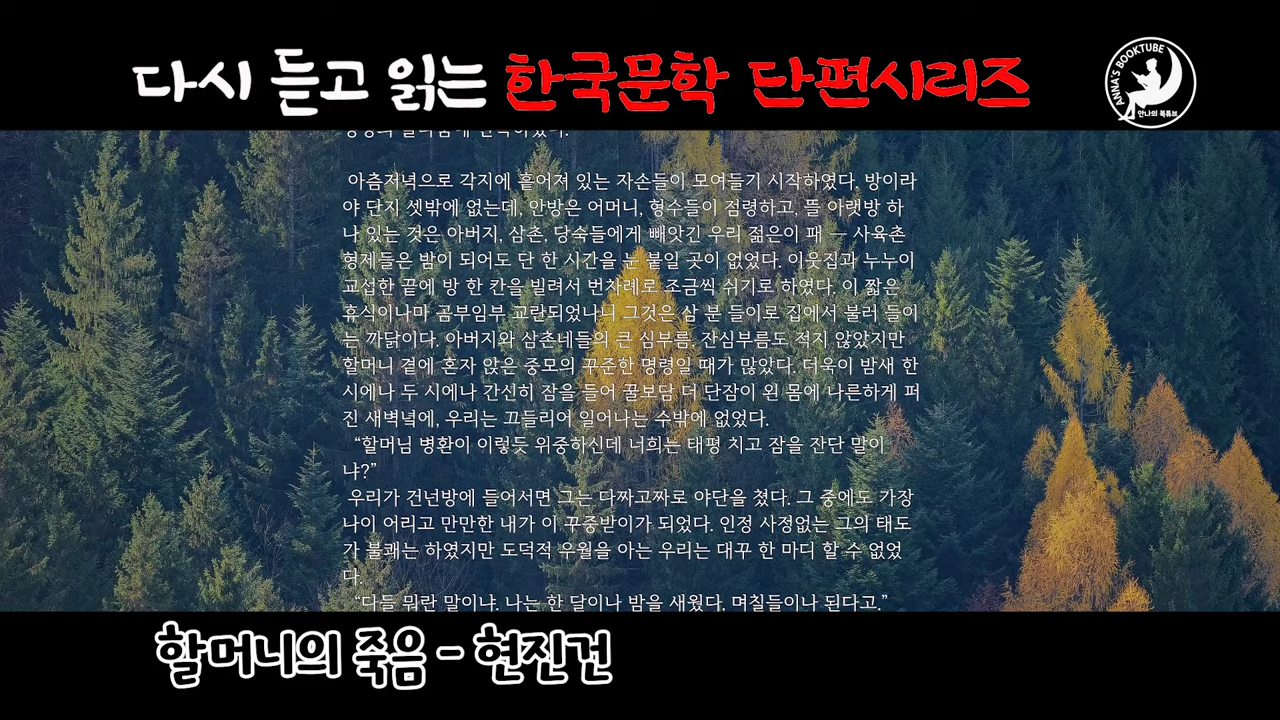 다시 듣고 읽는 한국문학 단편시리즈
ANNA'S BOOKTUBE
안나의 북튜브
아츰저녁으로 각지에 흩어져 있는 자손들이 모여들기 시작하였다. 방이라
야 단지 셋밖에 없는데, 안방은 어머니, 형수들이 점령하고, 뜰 아랫방 하
나 있는 것은 아버지, 삼촌, 당숙들에게 빼앗긴 우리 젊은이 패 — 사육촌
형제들은 밤이 되어도 단 한 시간을 눈 붙일 곳이 없었다. 이웃집과 누누이
교섭한 끝에 방 한 칸을 빌려서 번차례로 조금씩 쉬기로 하였다. 이 짧은
휴식이나마 곰부임부 교란되었나니 그것은 삼 분 들이로 집에서 불러 들이
는 까닭이다. 아버지와 삼촌네들의 큰 심부름, 잔심부름도 적지 않았지만
할머니 곁에 혼자 앉은 중모의 꾸준한 명령일 때가 많았다. 더욱이 밤새 한
시에나 두 시에나 간신히 잠을 들어 꿀보담 더 단잠이 왼 몸에 나른하게 퍼
진 새벽녘에, 우리는 끄들리어 일어나는 수밖에 없었다.
“할머님 병환이 이렇듯 위중하신데 너희는 태평 치고 잠을 잔단 말이
냐?”
우리가 건넌방에 들어서면 그는 다짜고짜로 야단을 쳤다. 그 중에도 가장
나이 어리고 만만한 내가 이 꾸중받이가 되었다. 인정 사정없는 그의 태도
가 불쾌는 하였지만 도덕적 우월을 아는 우리는 대꾸 한 마디 할 수 없었
다.
“다들 뭐란 말이냐. 나는 한 달이나 밤을 새웠다. 며칠들이나 된다고.”
할머니의 죽음 - 현진건